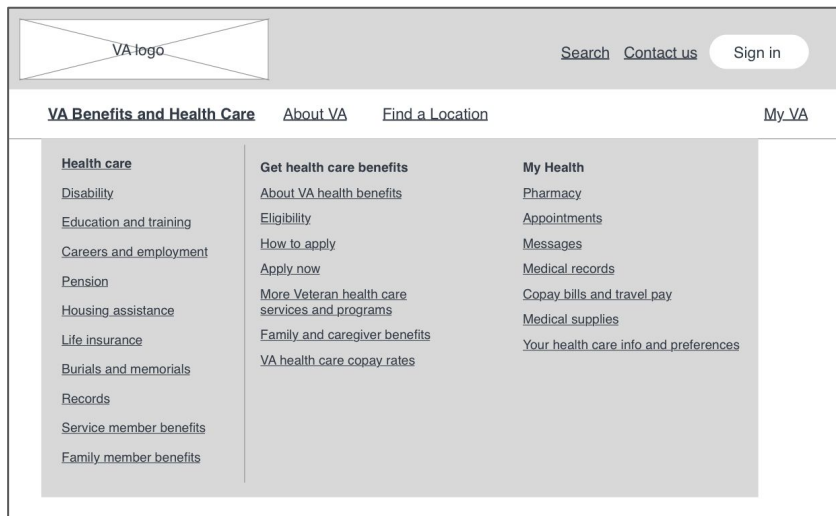 VA logo
Search Contact us Sign in
VA Benefits and Health Care About VA Find a Location My VA
Health care
Disability
Education and training
Careers and employment
Pension
Housing assistance
Life insurance
Burials and memorials
Records
Service member benefits
Family member benefits
Get health care benefits
About VA health benefits
Eligibility
How to apply
Apply now
More Veteran health care
services and programs
Family and caregiver benefits
VA health care copay rates
My Health
Pharmacy
Appointments
Messages
Medical records
Copay bills and travel pay
Medical supplies
Your health care info and preferences